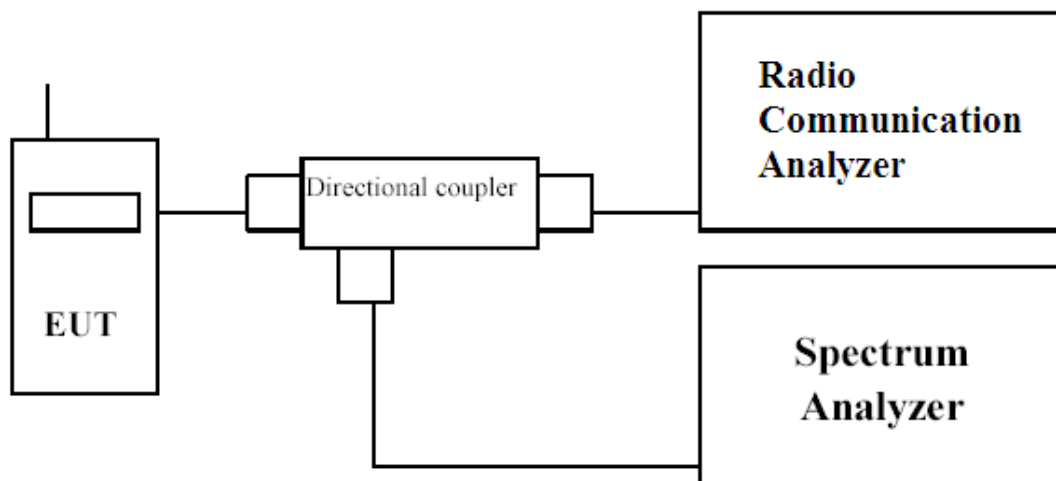 Radio
Communication
Analyzer
Directional coupler
EUT
Spectrum
Analyzer